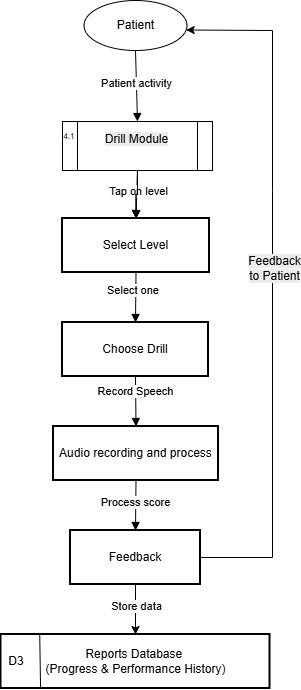 Patient
Patient activity
4.1
Drill Module
Tap on level
Select Level
Select one
Choose Drill
Record Speech
Audio recording and process
Process score
Feedback
Feedback
to Patient
Store data
D3
Reports Database
(Progress & Performance History)